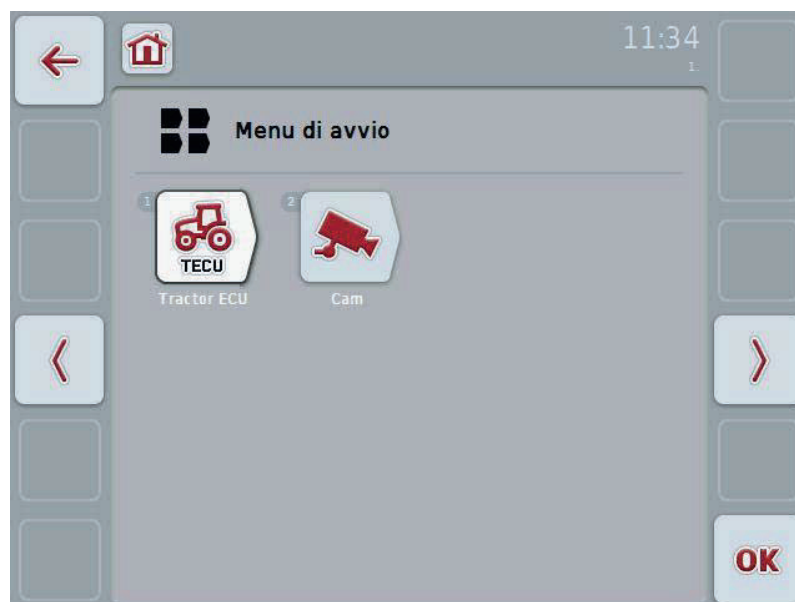 11:34
1.
Menu di avvio
1
2
TECU
Tractor ECU
Cam
OK